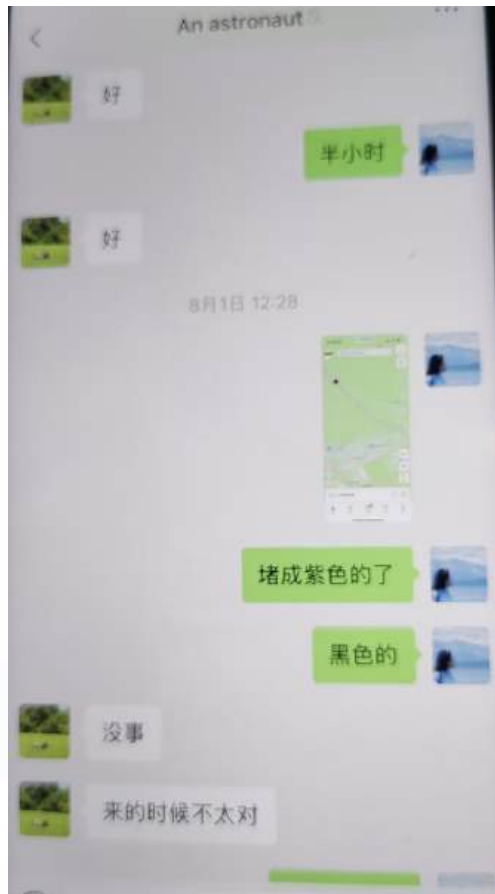 An astronaut
好
半小时
好
8月1日 12:28
堵成紫色的了
黑色的
没事
来的时候不太对